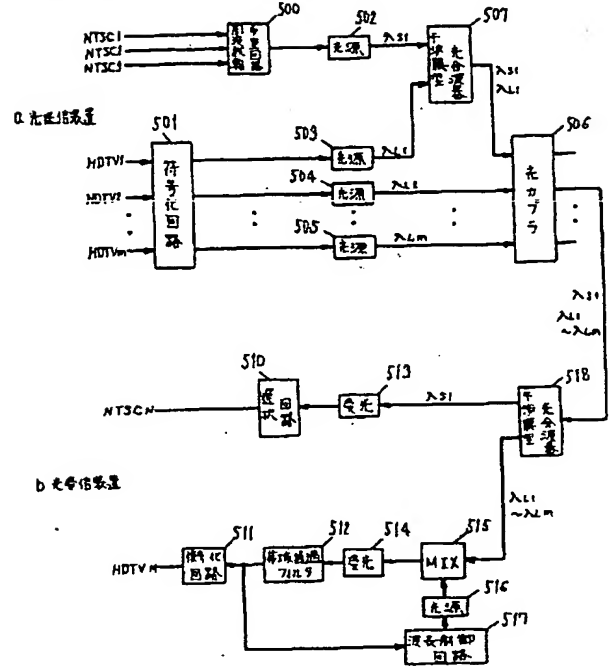 500
502
507
NTSC1
NTSC2
NTSC3
多重回路
光源
λS1
干渉膜型
光合波器
λS1
λL1
a 光送信装置
501
503
506
HDTV1
HDTV2
HDTVm
符号化回路
光源
λL1
504
光源
λL2
505
光源
λLm
光カプラ
λS1
λL1
~λLm
510
513
518
NTSCN
選択回路
受光
λS1
干渉膜型
光分波器
b 光受信装置
λL1
~λLm
511
512
514
515
HDTVN
復号化
回路
フィルタ
受光
MIX
516
光源
517
波長制御
回路